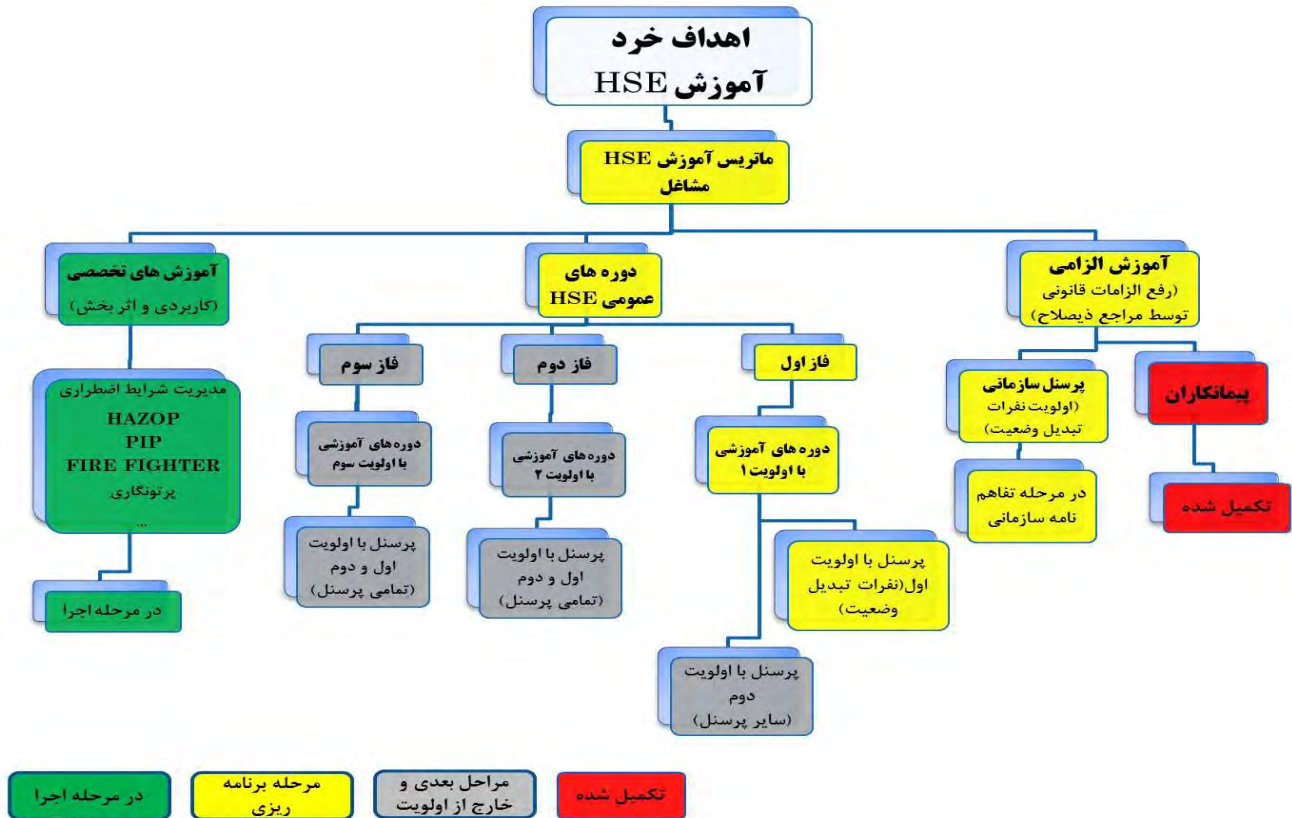 اهداف خرد
آموزش HSE
ماتریس آموزش HSE
مشاغل
آموزش الزامی
(رفع الزامات قانونی
توسط مراجع ذیصلاح)
دوره های
عمومی HSE
آموزش های تخصصی
(کاربردی و اثر بخش)
پیمانکاران
تکمیل شده
پرسنل سازمانی
(اولویت نفرات
تبدیل وضعیت)
در مرحله تفاهم
نامه سازمانی
فاز اول
دوره های آموزشی
با اولویت ۱
پرسنل با اولویت
اول(نفرات تبدیل
وضعیت)
پرسنل با اولویت
دوم
(سایر پرسنل)
فاز دوم
دوره های آموزشی
با اولویت ۲
پرسنل با اولویت
اول و دوم
(تمامی پرسنل)
فاز سوم
دوره های آموزشی
با اولویت سوم
پرسنل با اولویت
اول و دوم
(تمامی پرسنل)
مدیریت شرایط اضطراری
HAZOP
PIP
FIRE FIGHTER
پرتونگاری
...
در مرحله اجرا
تکمیل شده
مراحل بعدی و
خارج از اولویت
مرحله برنامه
ریزی
در مرحله اجرا